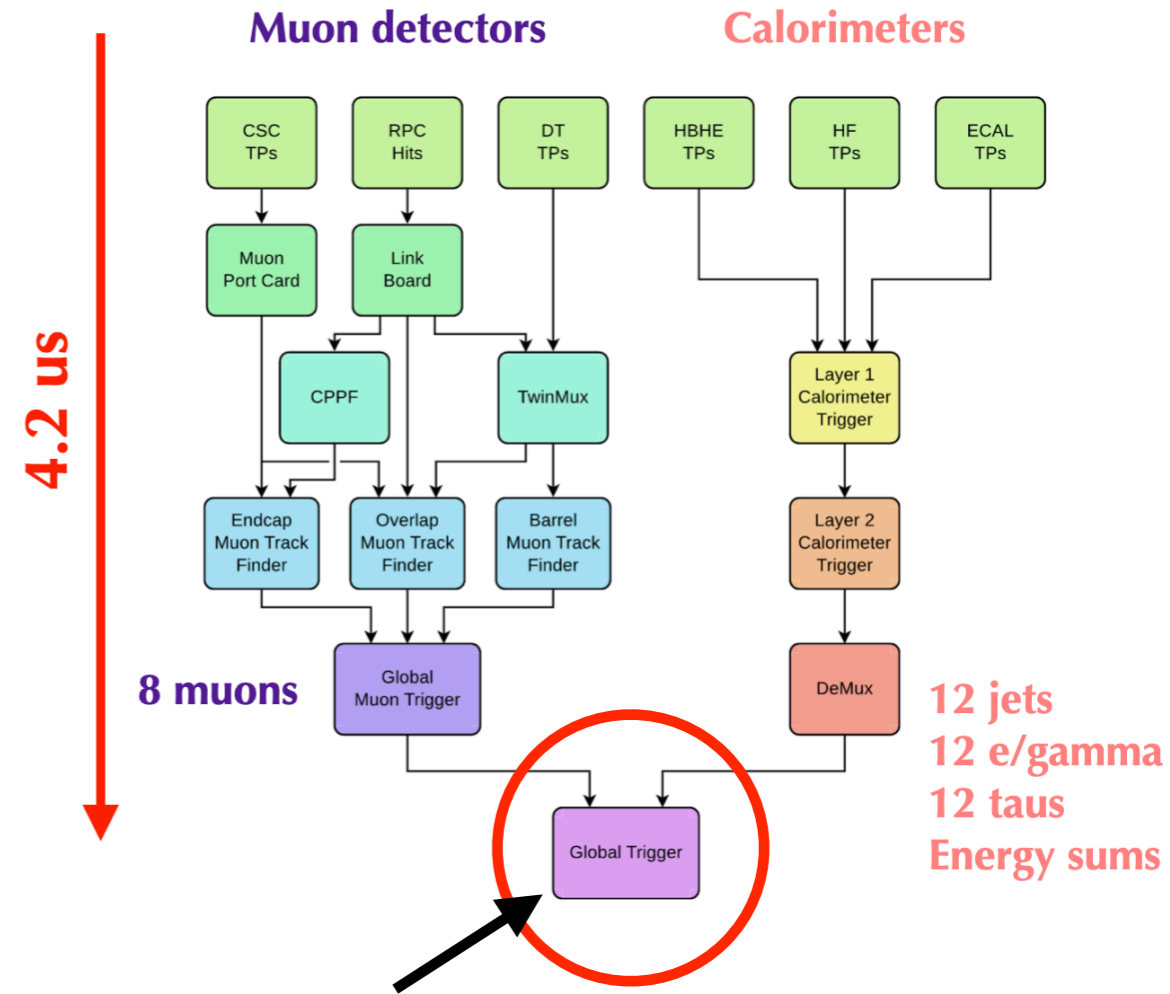 Muon detectors
Calorimeters
CSC
TPs
RPC
Hits
DT
TPs
HBHE
TPs
HF
TPs
ECAL
TPs
Muon
Port Card
Link
Board
4.2 us
CPPF
TwinMux
Layer 1
Calorimeter
Trigger
Endcap
Muon Track
Finder
Overlap
Muon Track
Finder
Barrel
Muon Track
Finder
Layer 2
Calorimeter
Trigger
8 muons
Global
Muon Trigger
DeMux
12 jets
12 e/gamma
12 taus
Energy sums
Global Trigger